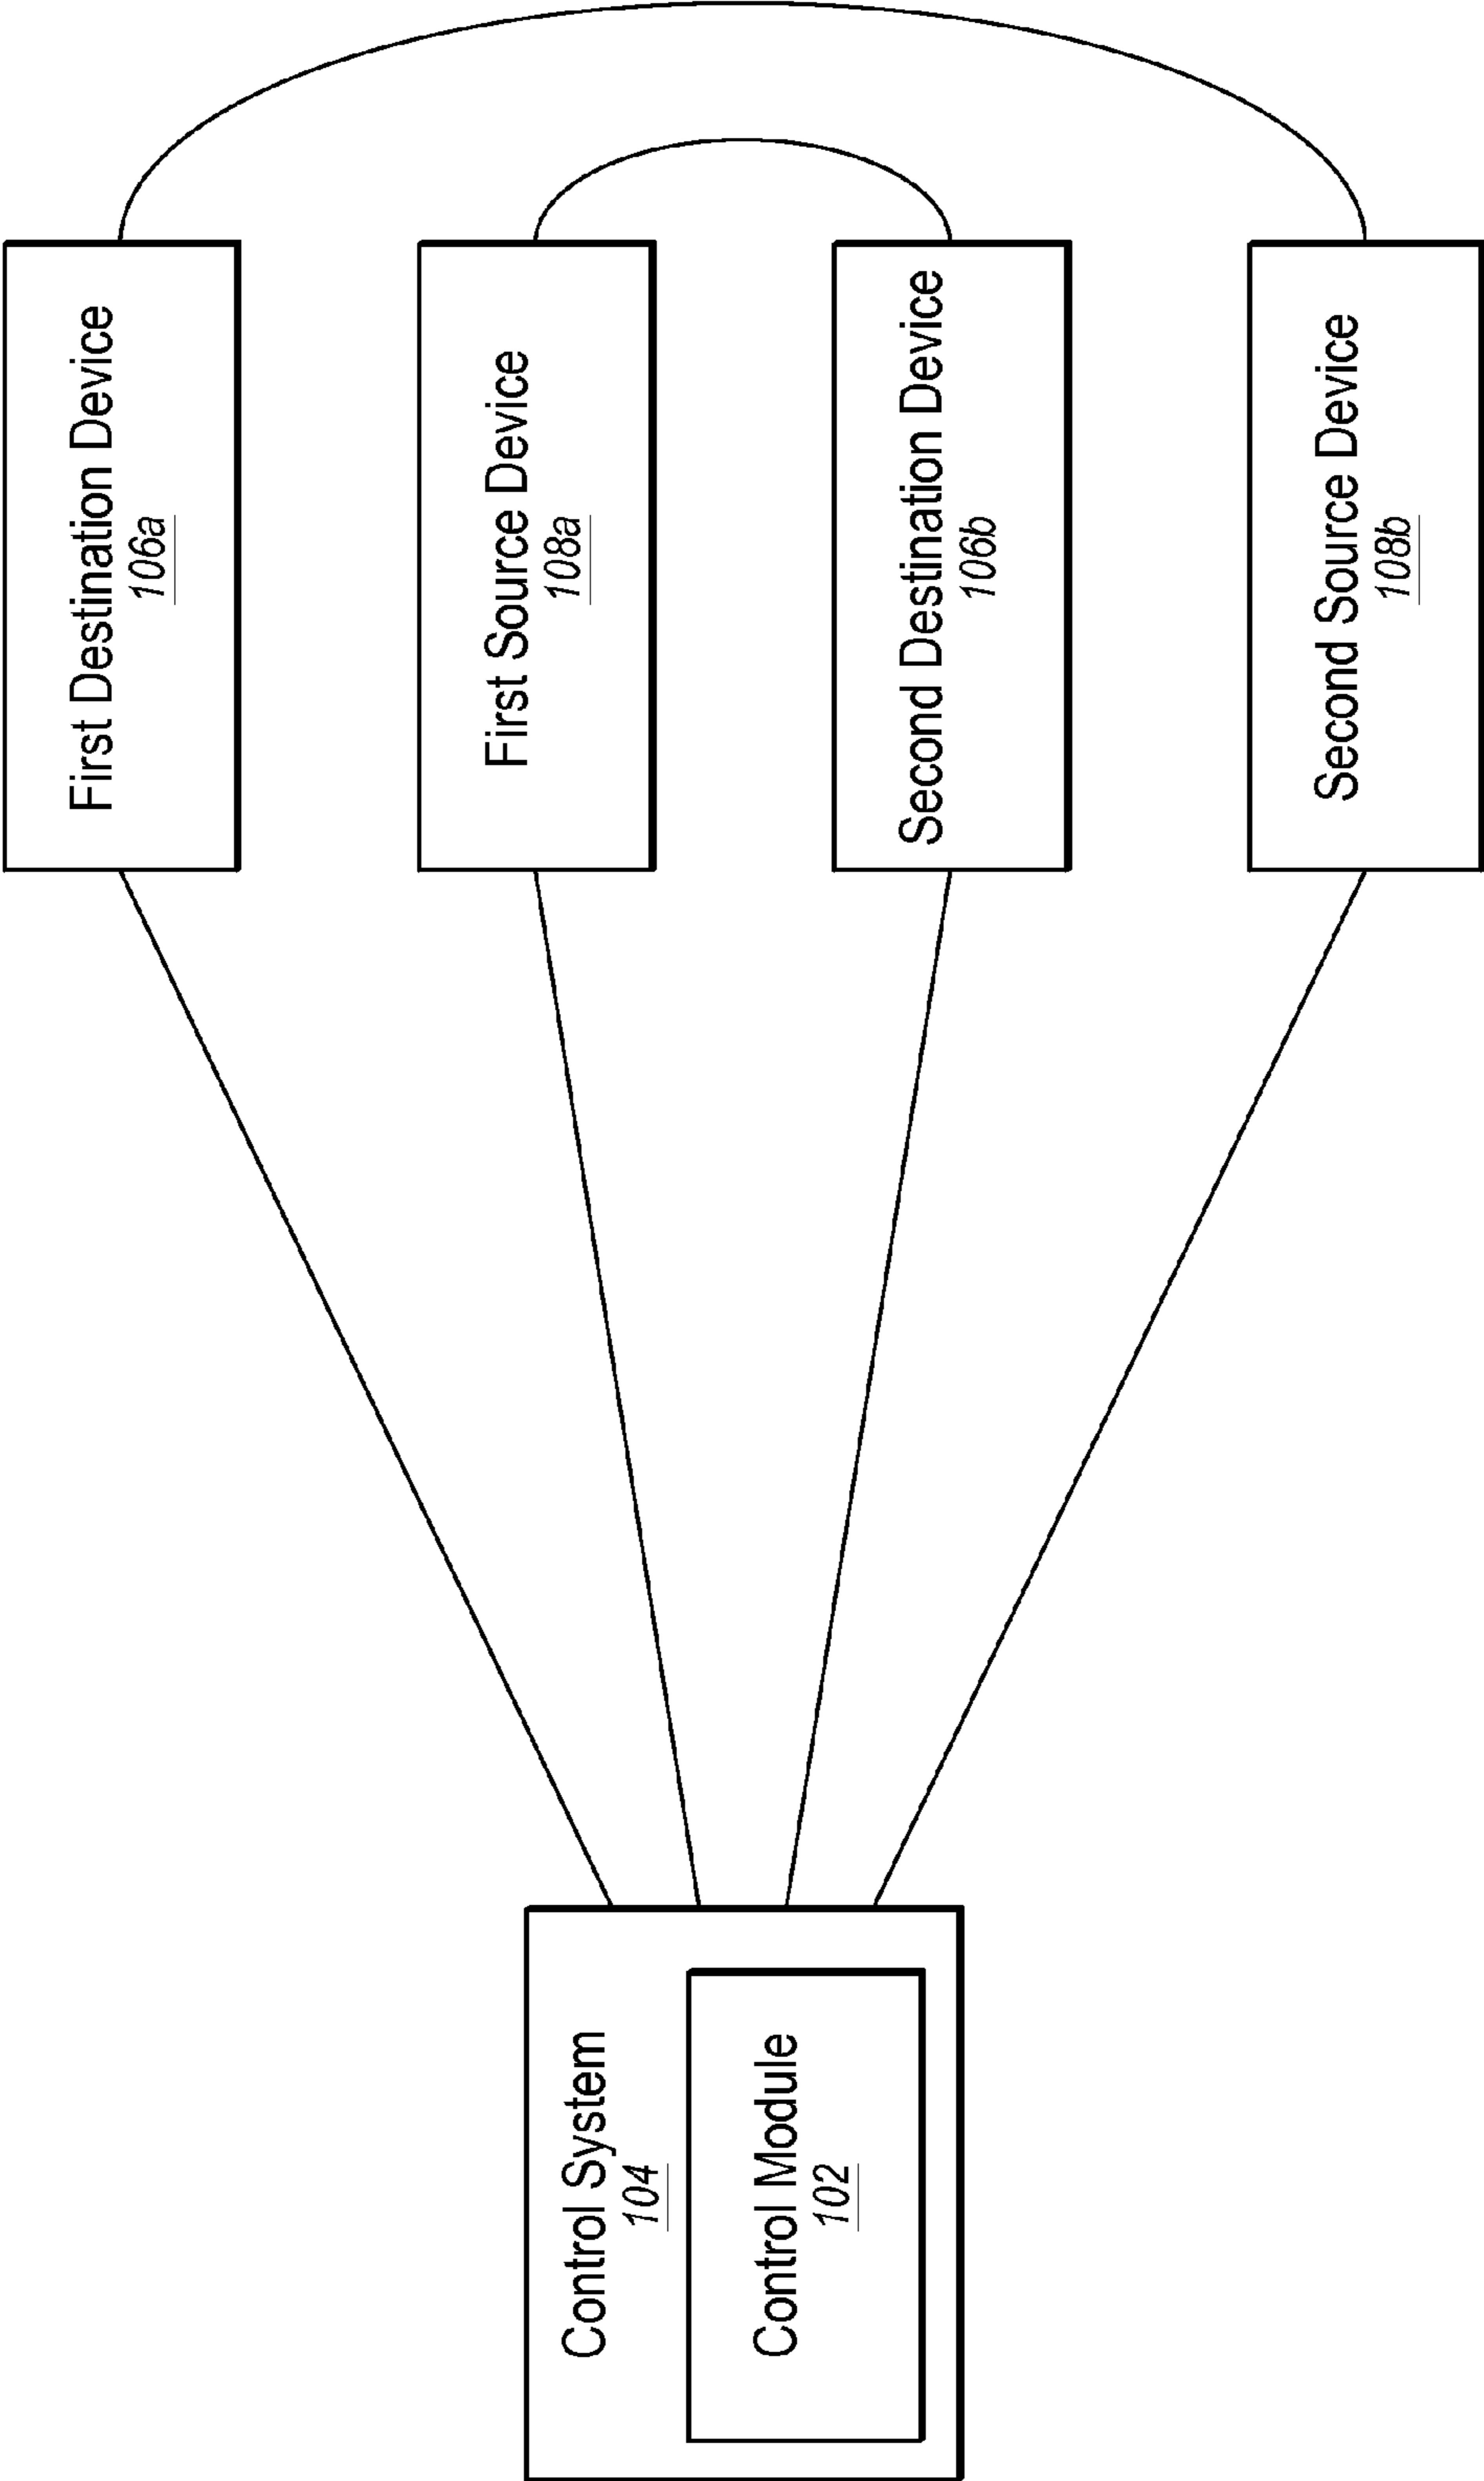 Control System
104
Control Module
102
First Destination Device
106a
First Source Device
108a
Second Destination Device
106b
Second Source Device
108b